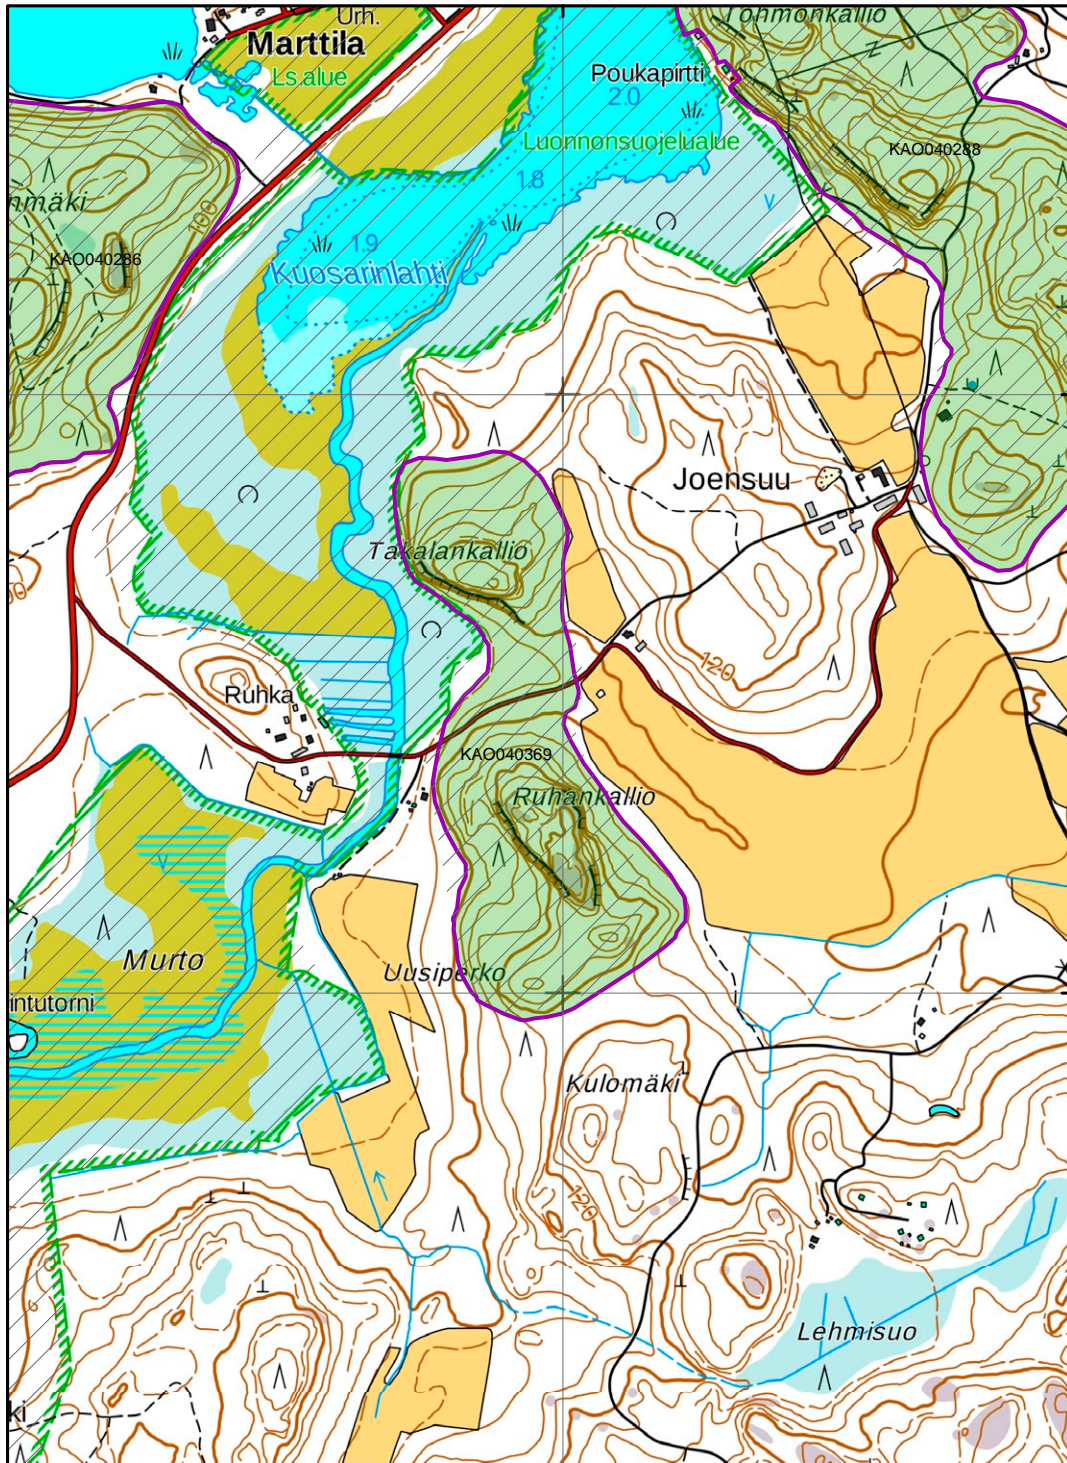 Urh.
Tohmonkallio
Marttila
Poukapirtti
Ls.alue
2.0
Luonnonsuojelualue
KAO040288
1.8
nmäki
100
1.9
KAO040286
Kuosarinlahti
Joensuu
Takalankallio
00
120
Ruhka
KAO040369
Ruhankallio
Murto
Uusiperko
intutorni
Kulomäki
120
Lehmisuo
ki